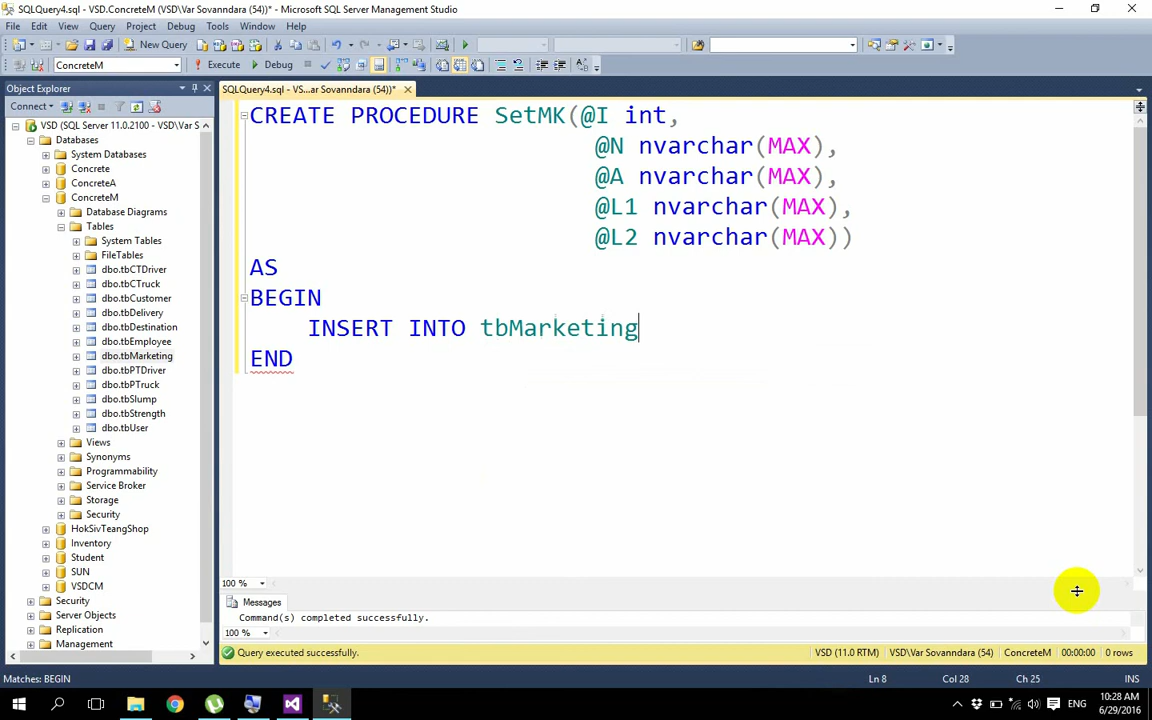 SQLQuery4.sql - VSD.ConcreteM (VSD\Var Sovanndara (54))* - Microsoft SQL Server Management Studio
File Edit View Query Project Debug Tools Window Help
New Query
ConcreteM Execute Debug
Object Explorer
Connect
VSD (SQL Server 11.0.2100 - VSD\Var S
Databases
System Databases
Concrete
ConcreteA
ConcreteM
Database Diagrams
Tables
System Tables
FileTables
dbo.tbCTDriver
dbo.tbCTruck
dbo.tbCustomer
dbo.tbDelivery
dbo.tbDestination
dbo.tbEmployee
dbo.tbMarketing
dbo.tbPTDriver
dbo.tbPTruck
dbo.tbSlump
dbo.tbStrength
dbo.tbUser
Views
Synonyms
Programmability
Service Broker
Storage
Security
HokSivTeangShop
Inventory
Student
SUN
VSDCM
Security
Server Objects
Replication
Management
SQLQuery4.sql - VS...ar Sovanndara (54))*
CREATE PROCEDURE SetMK(@I int,
@N nvarchar(MAX),
@A nvarchar(MAX),
@L1 nvarchar(MAX),
@L2 nvarchar(MAX))
AS
BEGIN
INSERT INTO tbMarketing
END
100 %
Messages
Command(s) completed successfully.
100 %
Query executed successfully. VSD (11.0 RTM) VSD\Var Sovanndara (54) ConcreteM 00:00:00 0 rows
Matches: BEGIN Ln 8 Col 28 Ch 25 INS
ENG
10:28 AM
6/29/2016